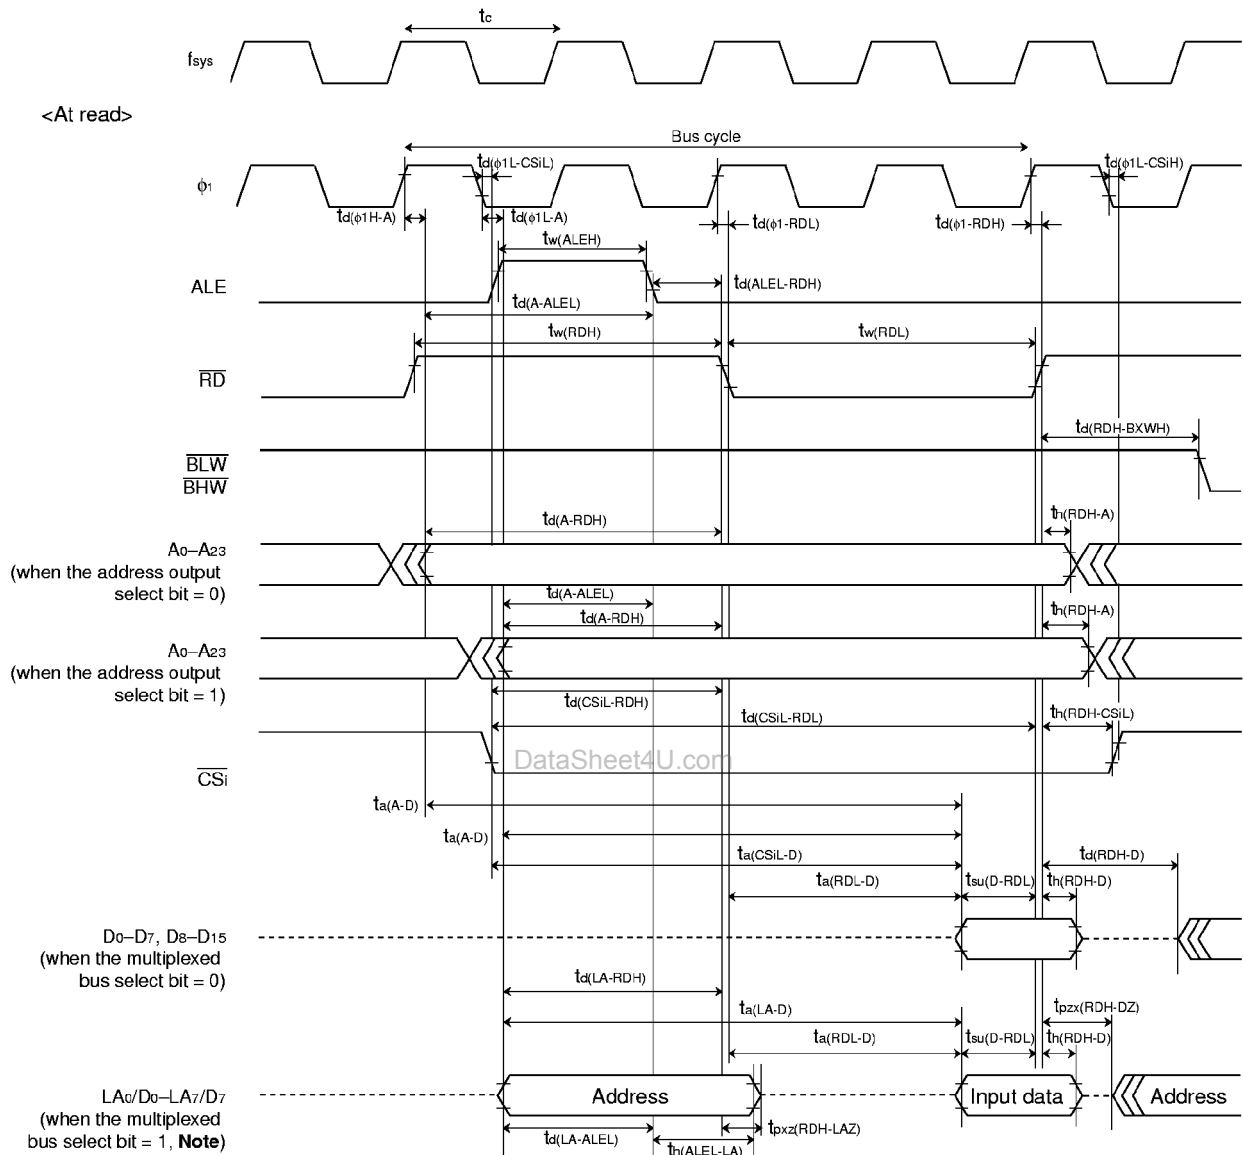 tc
fsys
<At read>
Bus cycle
td(ϕ1L-CSiL)
td(ϕ1L-CSiH)
ϕ1
td(ϕ1H-A)
td(ϕ1L-A)
td(ϕ1-RDL)
td(ϕ1-RDH)
tw(ALEH)
ALE
td(ALEL-RDH)
td(A-ALEL)
tw(RDH)
tw(RDL)
RD
td(RDH-BXWH)
BLW
BHW
td(A-RDH)
th(RDH-A)
A0–A23
(when the address output
select bit = 0)
td(A-ALEL)
td(A-RDH)
th(RDH-A)
A0–A23
(when the address output
select bit = 1)
td(CSiL-RDH)
td(CSiL-RDL)
th(RDH-CSiL)
DataSheet4U.com
CSi
ta(A-D)
ta(A-D)
ta(CSiL-D)
td(RDH-D)
ta(RDL-D)
tsu(D-RDL)
th(RDH-D)
D0–D7, D8–D15
(when the multiplexed
bus select bit = 0)
td(LA-RDH)
ta(LA-D)
tpzx(RDH-DZ)
ta(RDL-D)
tsu(D-RDL)
th(RDH-D)
LA0/D0–LA7/D7
(when the multiplexed
bus select bit = 1, Note)
Address
Input data
Address
td(LA-ALEL)
tpxz(RDH-LAZ)
th(ALEL-LA)